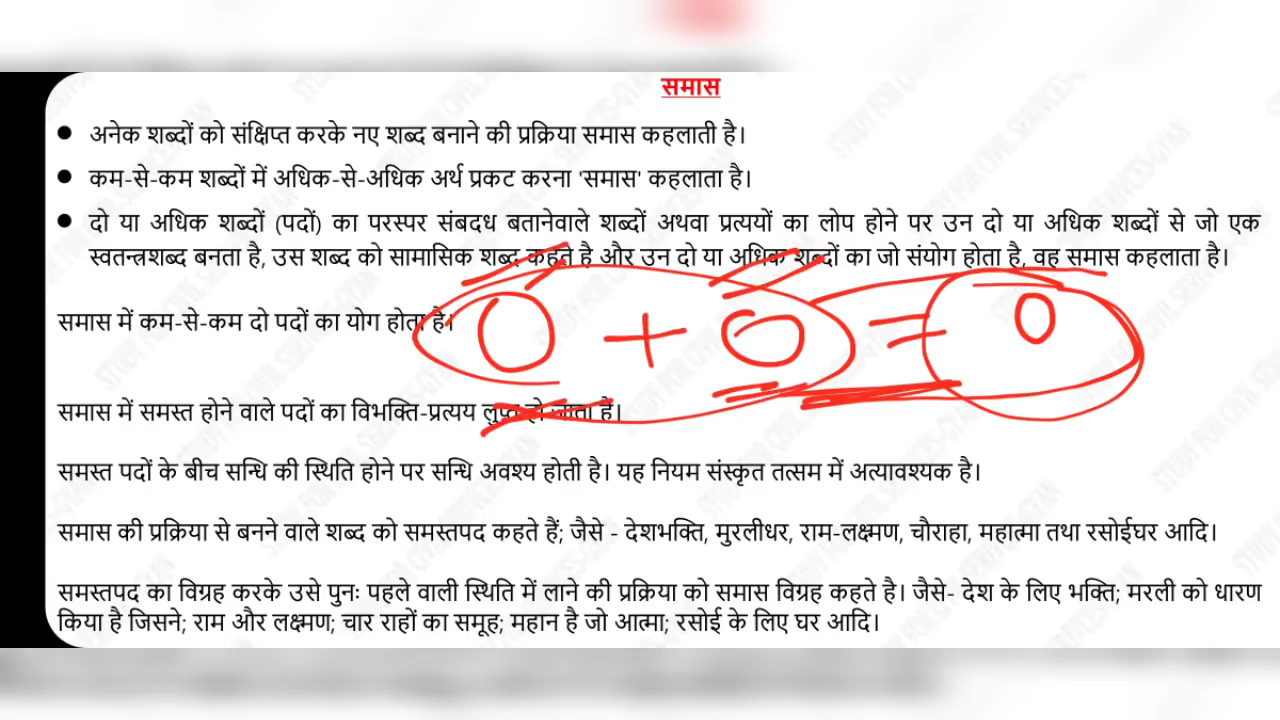 समास
● अनेक शब्दों को संक्षिप्त करके नए शब्द बनाने की प्रक्रिया समास कहलाती है।
● कम-से-कम शब्दों में अधिक-से-अधिक अर्थ प्रकट करना 'समास' कहलाता है।
● दो या अधिक शब्दों (पदों) का परस्पर संबदध बतानेवाले शब्दों अथवा प्रत्ययों का लोप होने पर उन दो या अधिक शब्दों से जो एक
स्वतन्त्रशब्द बनता है, उस शब्द को सामासिक शब्द कहते है और उन दो या अधिक शब्दों का जो संयोग होता है, वह समास कहलाता है।
समास में कम-से-कम दो पदों का योग होता है।
0 + 0 = 0
समास में समस्त होने वाले पदों का विभक्ति-प्रत्यय लुप्त हो जाता है।
समस्त पदों के बीच सन्धि की स्थिति होने पर सन्धि अवश्य होती है। यह नियम संस्कृत तत्सम में अत्यावश्यक है।
समास की प्रक्रिया से बनने वाले शब्द को समस्तपद कहते हैं; जैसे - देशभक्ति, मुरलीधर, राम-लक्ष्मण, चौराहा, महात्मा तथा रसोईघर आदि।
समस्तपद का विग्रह करके उसे पुनः पहले वाली स्थिति में लाने की प्रक्रिया को समास विग्रह कहते है। जैसे- देश के लिए भक्ति; मरली को धारण
किया है जिसने; राम और लक्ष्मण; चार राहों का समूह; महान है जो आत्मा; रसोई के लिए घर आदि।